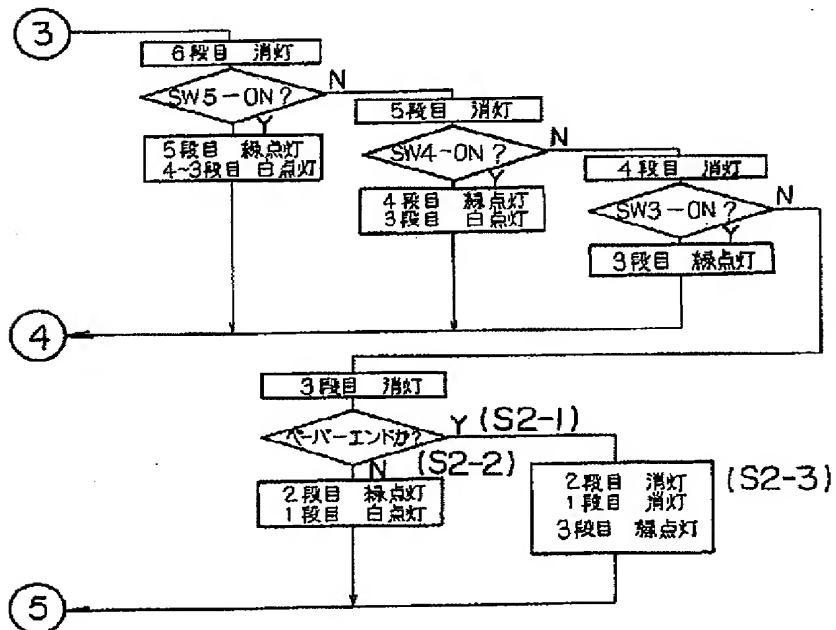 ③
6段目 消灯
SW5-ON?
N
Y
5段目 緑点灯
4~3段目 白点灯
5段目 消灯
SW4-ON?
N
Y
4段目 緑点灯
3段目 白点灯
4段目 消灯
SW3-ON?
N
Y
3段目 緑点灯
④
3段目 消灯
ペーパーエンドか?
Y (S2-1)
N (S2-2)
2段目 緑点灯
1段目 白点灯
2段目 消灯
1段目 消灯
3段目 緑点灯
(S2-3)
⑤